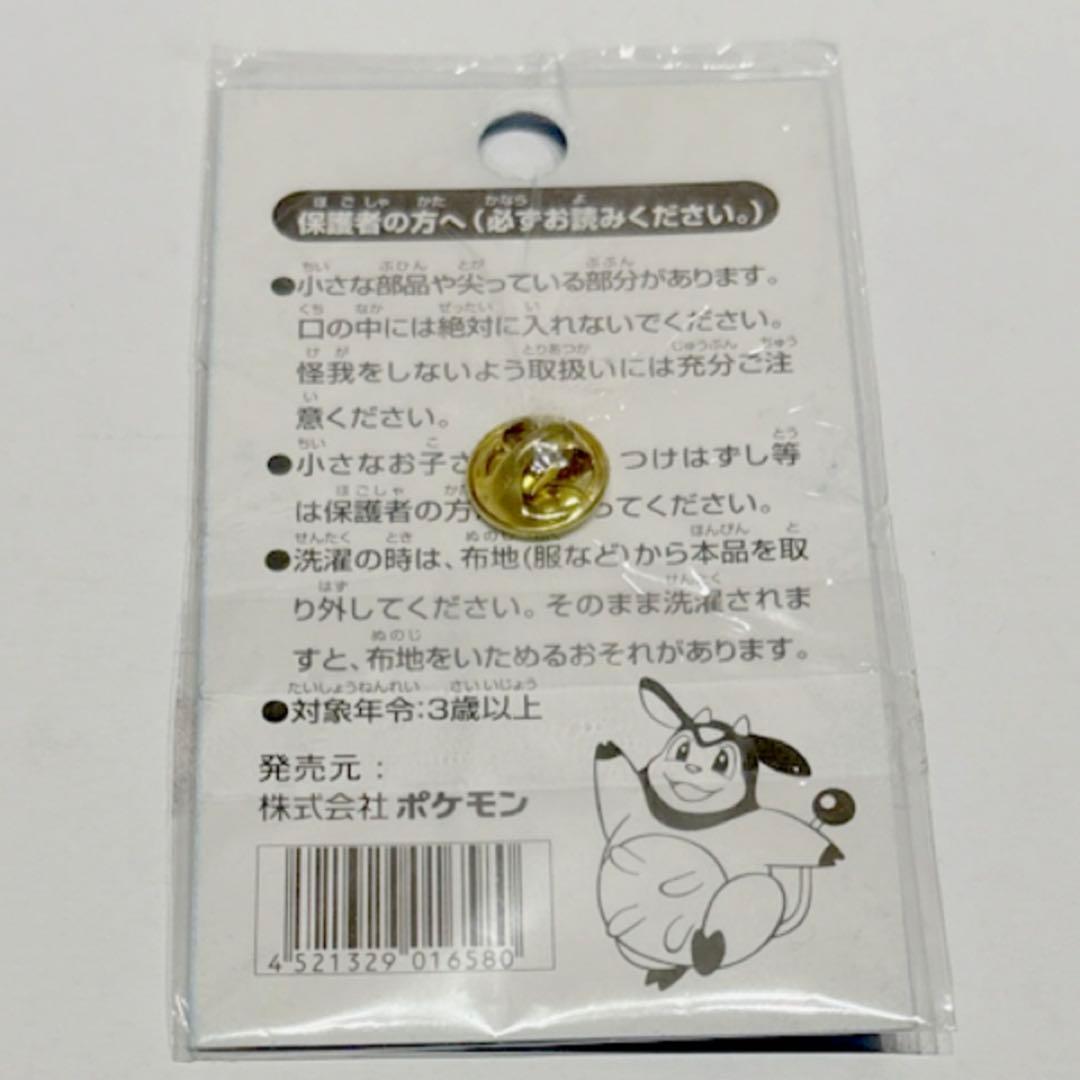 保護者の方へ(必ずお読みください。)
●小さな部品や尖っている部分があります。
口の中には絶対に入れないでください。
怪我をしないよう取扱いには充分ご注
意ください。
●小さなお子さ つけはずし等
は保護者の方 ってください。
●洗濯の時は、布地(服など)から本品を取
り外してください。そのまま洗濯されま
すと、布地をいためるおそれがあります。
●対象年令:3歳以上
発売元:
株式会社ポケモン
4 521329 016580